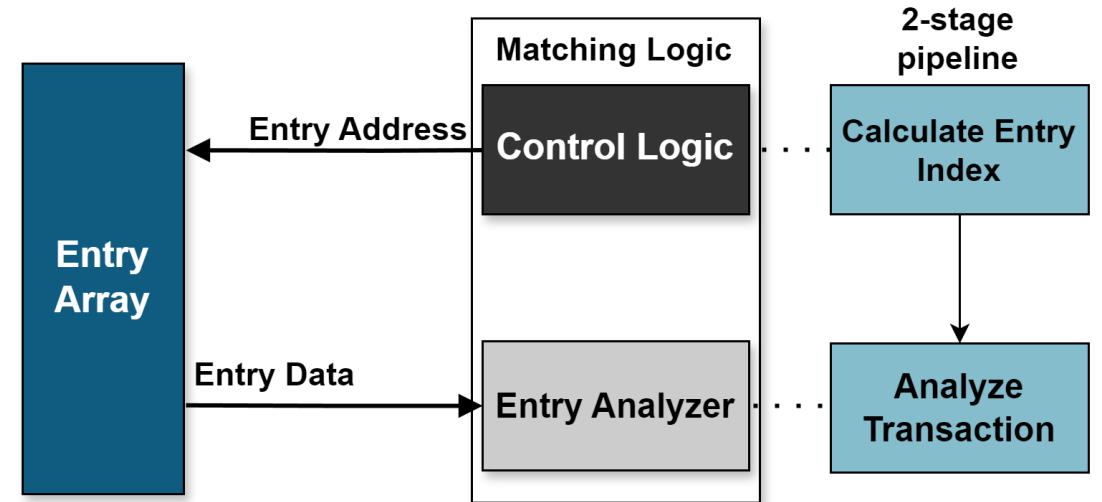 2-stage
pipeline
Matching Logic
Entry Address
Control Logic
Calculate Entry
Index
Entry
Array
Entry Data
Entry Analyzer
Analyze
Transaction